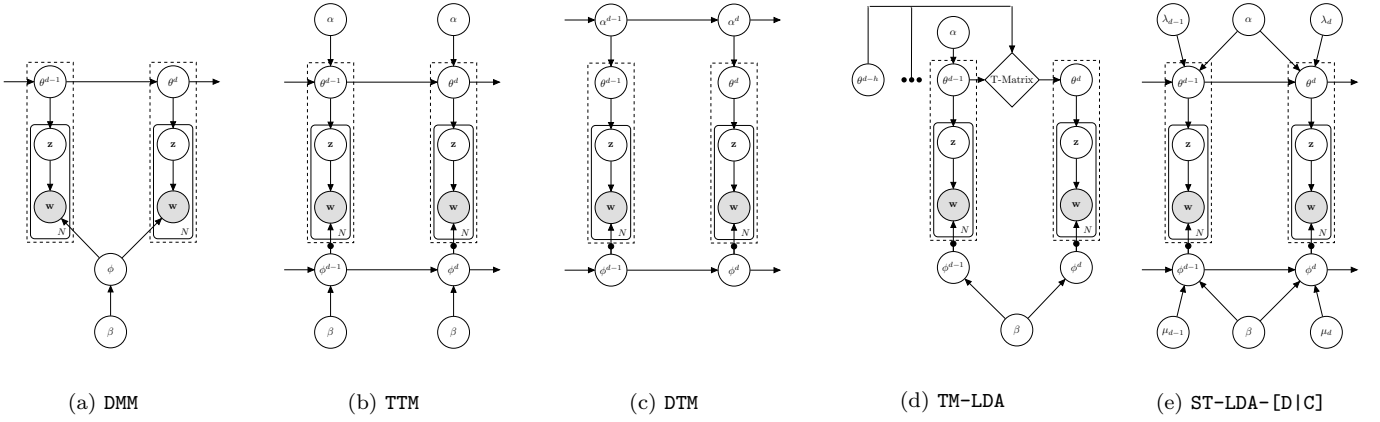 α α α^{d−1} α^d λ_{d−1} α λ_d
α
θ^{d−1} θ^d θ^{d−1} θ^d θ^{d−1} θ^d θ^{d−h} θ^{d−1} T-Matrix θ^d θ^{d−1} θ^d
z z z z z z z z z z
w w w w w w w w w w
N N N N N N N N N N
ϕ ϕ^{d−1} ϕ^d ϕ^{d−1} ϕ^d ϕ^{d−1} ϕ^d ϕ^{d−1} ϕ^d
β β β β μ_{d−1} β μ_d
(a) DMM (b) TTM (c) DTM (d) TM-LDA (e) ST-LDA-[D|C]